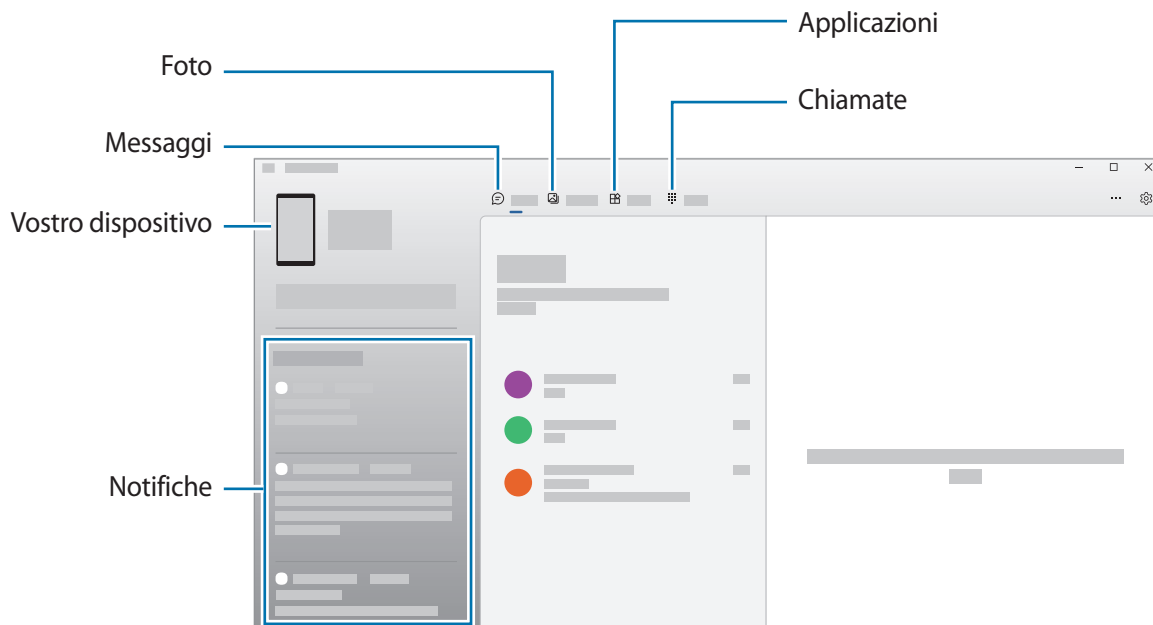 Applicazioni
Foto
Chiamate
Messaggi
Vostro dispositivo
Notifiche